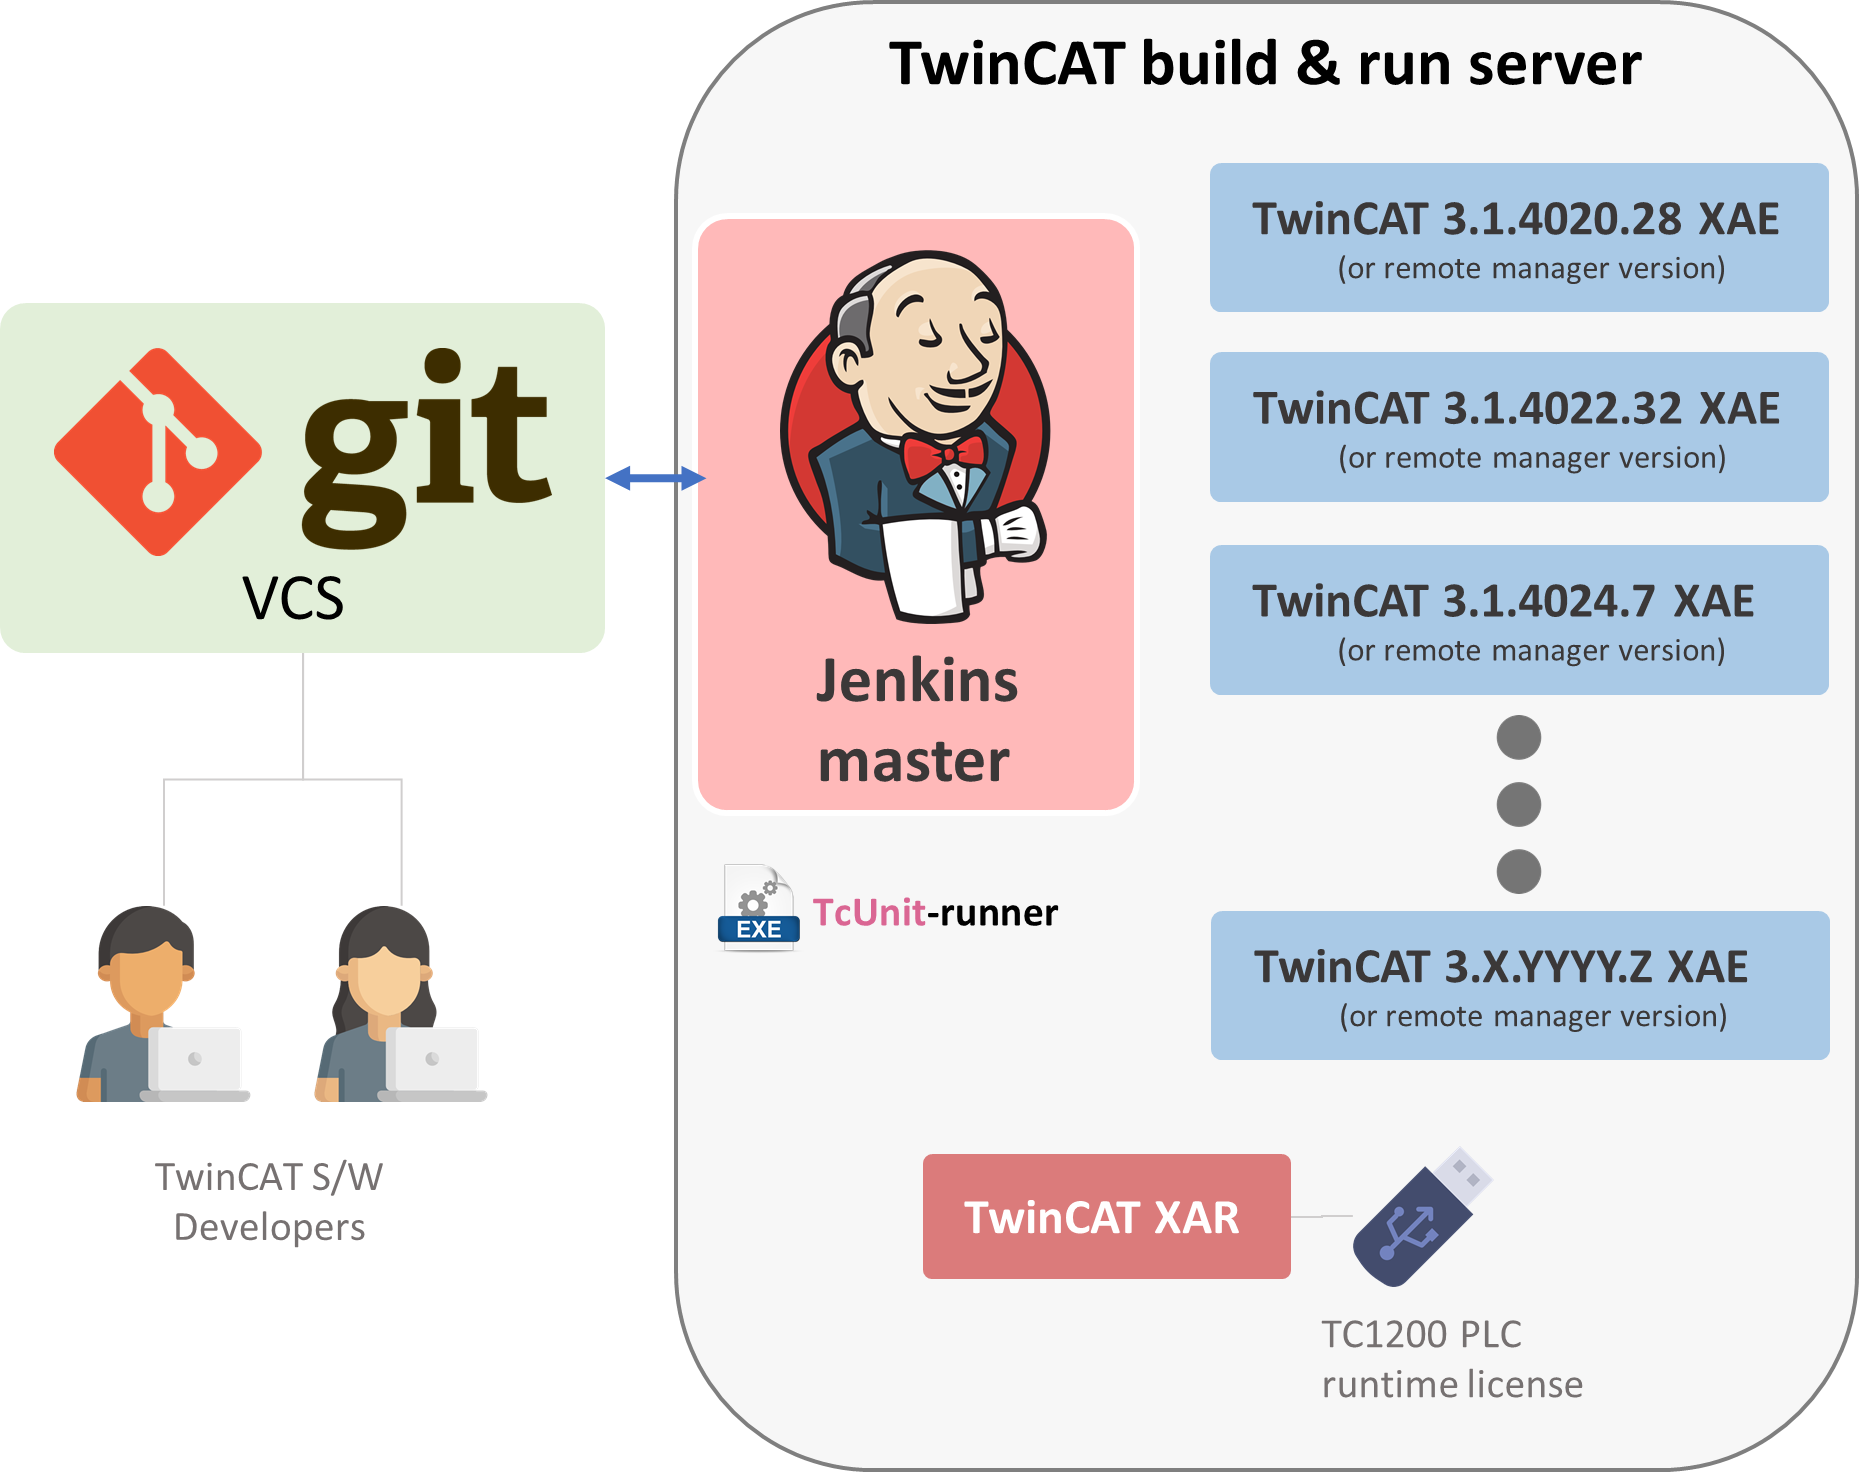 TwinCAT build & run server
TwinCAT 3.1.4020.28 XAE
(or remote manager version)
TwinCAT 3.1.4022.32 XAE
(or remote manager version)
git
VCS
TwinCAT 3.1.4024.7 XAE
(or remote manager version)
Jenkins
master
EXE
TcUnit-runner
TwinCAT 3.X.YYYY.Z XAE
(or remote manager version)
TwinCAT S/W
Developers
TwinCAT XAR
TC1200 PLC
runtime license